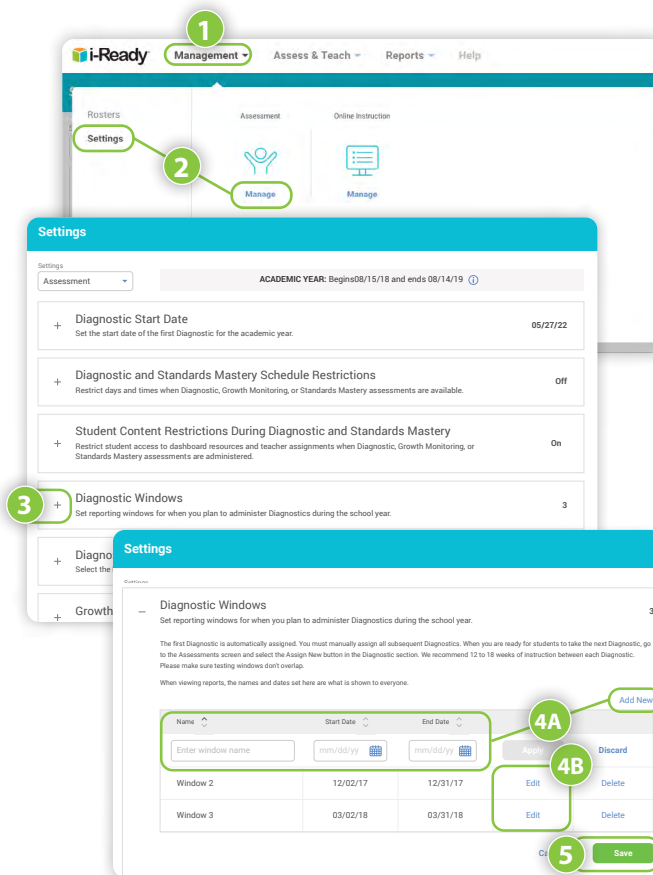 1
i-Ready Management Assess & Teach Reports Help
Rosters
Assessment Online Instruction
Settings
2
Manage Manage
Settings
Settings
Assessment
ACADEMIC YEAR: Begins08/15/18 and ends 08/14/19
+ Diagnostic Start Date 05/27/22
Set the start date of the first Diagnostic for the academic year.
+ Diagnostic and Standards Mastery Schedule Restrictions Off
Restrict days and times when Diagnostic, Growth Monitoring, or Standards Mastery assessments are available.
+ Student Content Restrictions During Diagnostic and Standards Mastery On
Restrict student access to dashboard resources and teacher assignments when Diagnostic, Growth Monitoring, or
Standards Mastery assessments are administered.
3
+ Diagnostic Windows 3
Set reporting windows for when you plan to administer Diagnostics during the school year.
+ Diagno
Select the
+ Growth
Settings
Settings
– Diagnostic Windows 3
Set reporting windows for when you plan to administer Diagnostics during the school year.
The first Diagnostic is automatically assigned. You must manually assign all subsequent Diagnostics. When you are ready for students to take the next Diagnostic, go
to the Assessments screen and select the Assign New button in the Diagnostic section. We recommend 12 to 18 weeks of instruction between each Diagnostic.
Please make sure testing windows don't overlap.
When viewing reports, the names and dates set here are what is shown to everyone.
Add New
4A
Name Start Date End Date
Enter window name mm/dd/yy mm/dd/yy Apply Discard
4B
Window 2 12/02/17 12/31/17 Edit Delete
Window 3 03/02/18 03/31/18 Edit Delete
5
Save